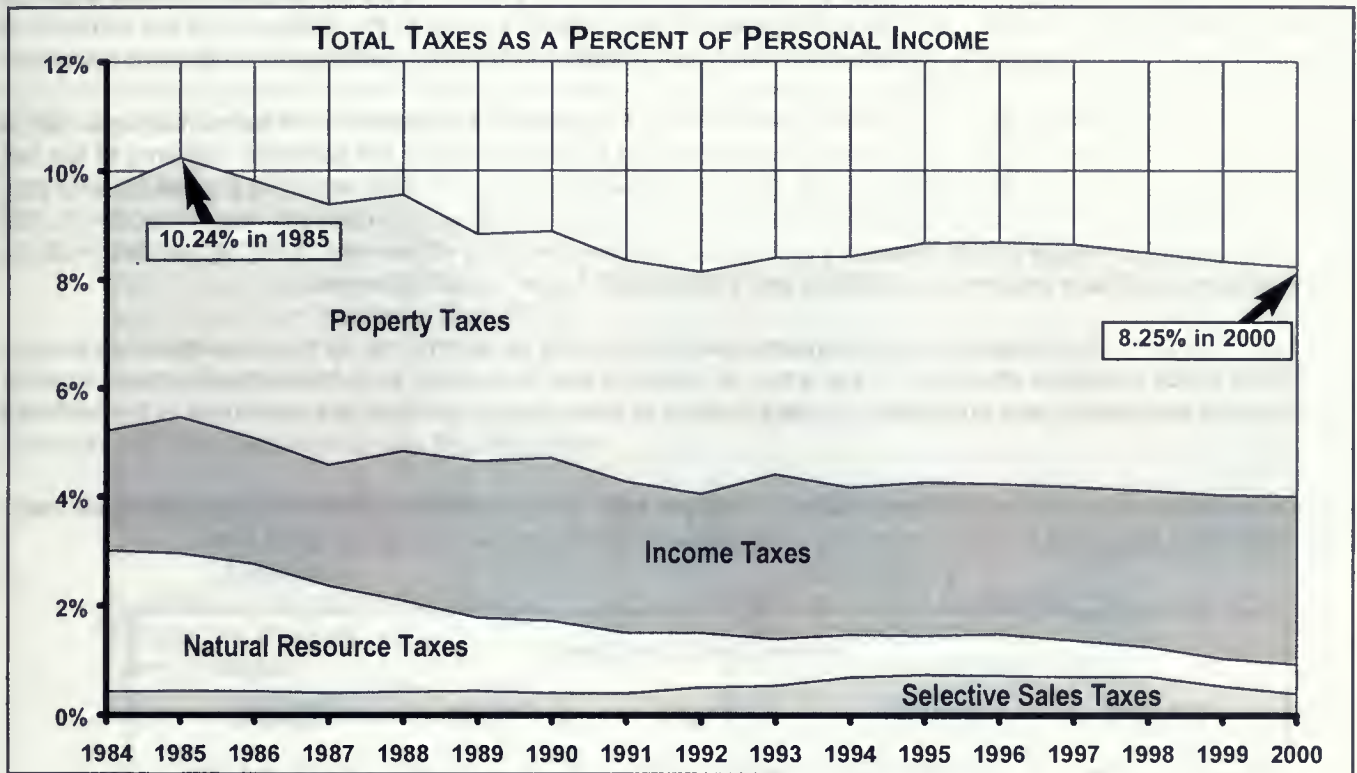 TOTAL TAXES AS A PERCENT OF PERSONAL INCOME
12%
10%
10.24% in 1985
8%
Property Taxes
8.25% in 2000
6%
4%
Income Taxes
2%
Natural Resource Taxes
Selective Sales Taxes
0%
1984 1985 1986 1987 1988 1989 1990 1991 1992 1993 1994 1995 1996 1997 1998 1999 2000